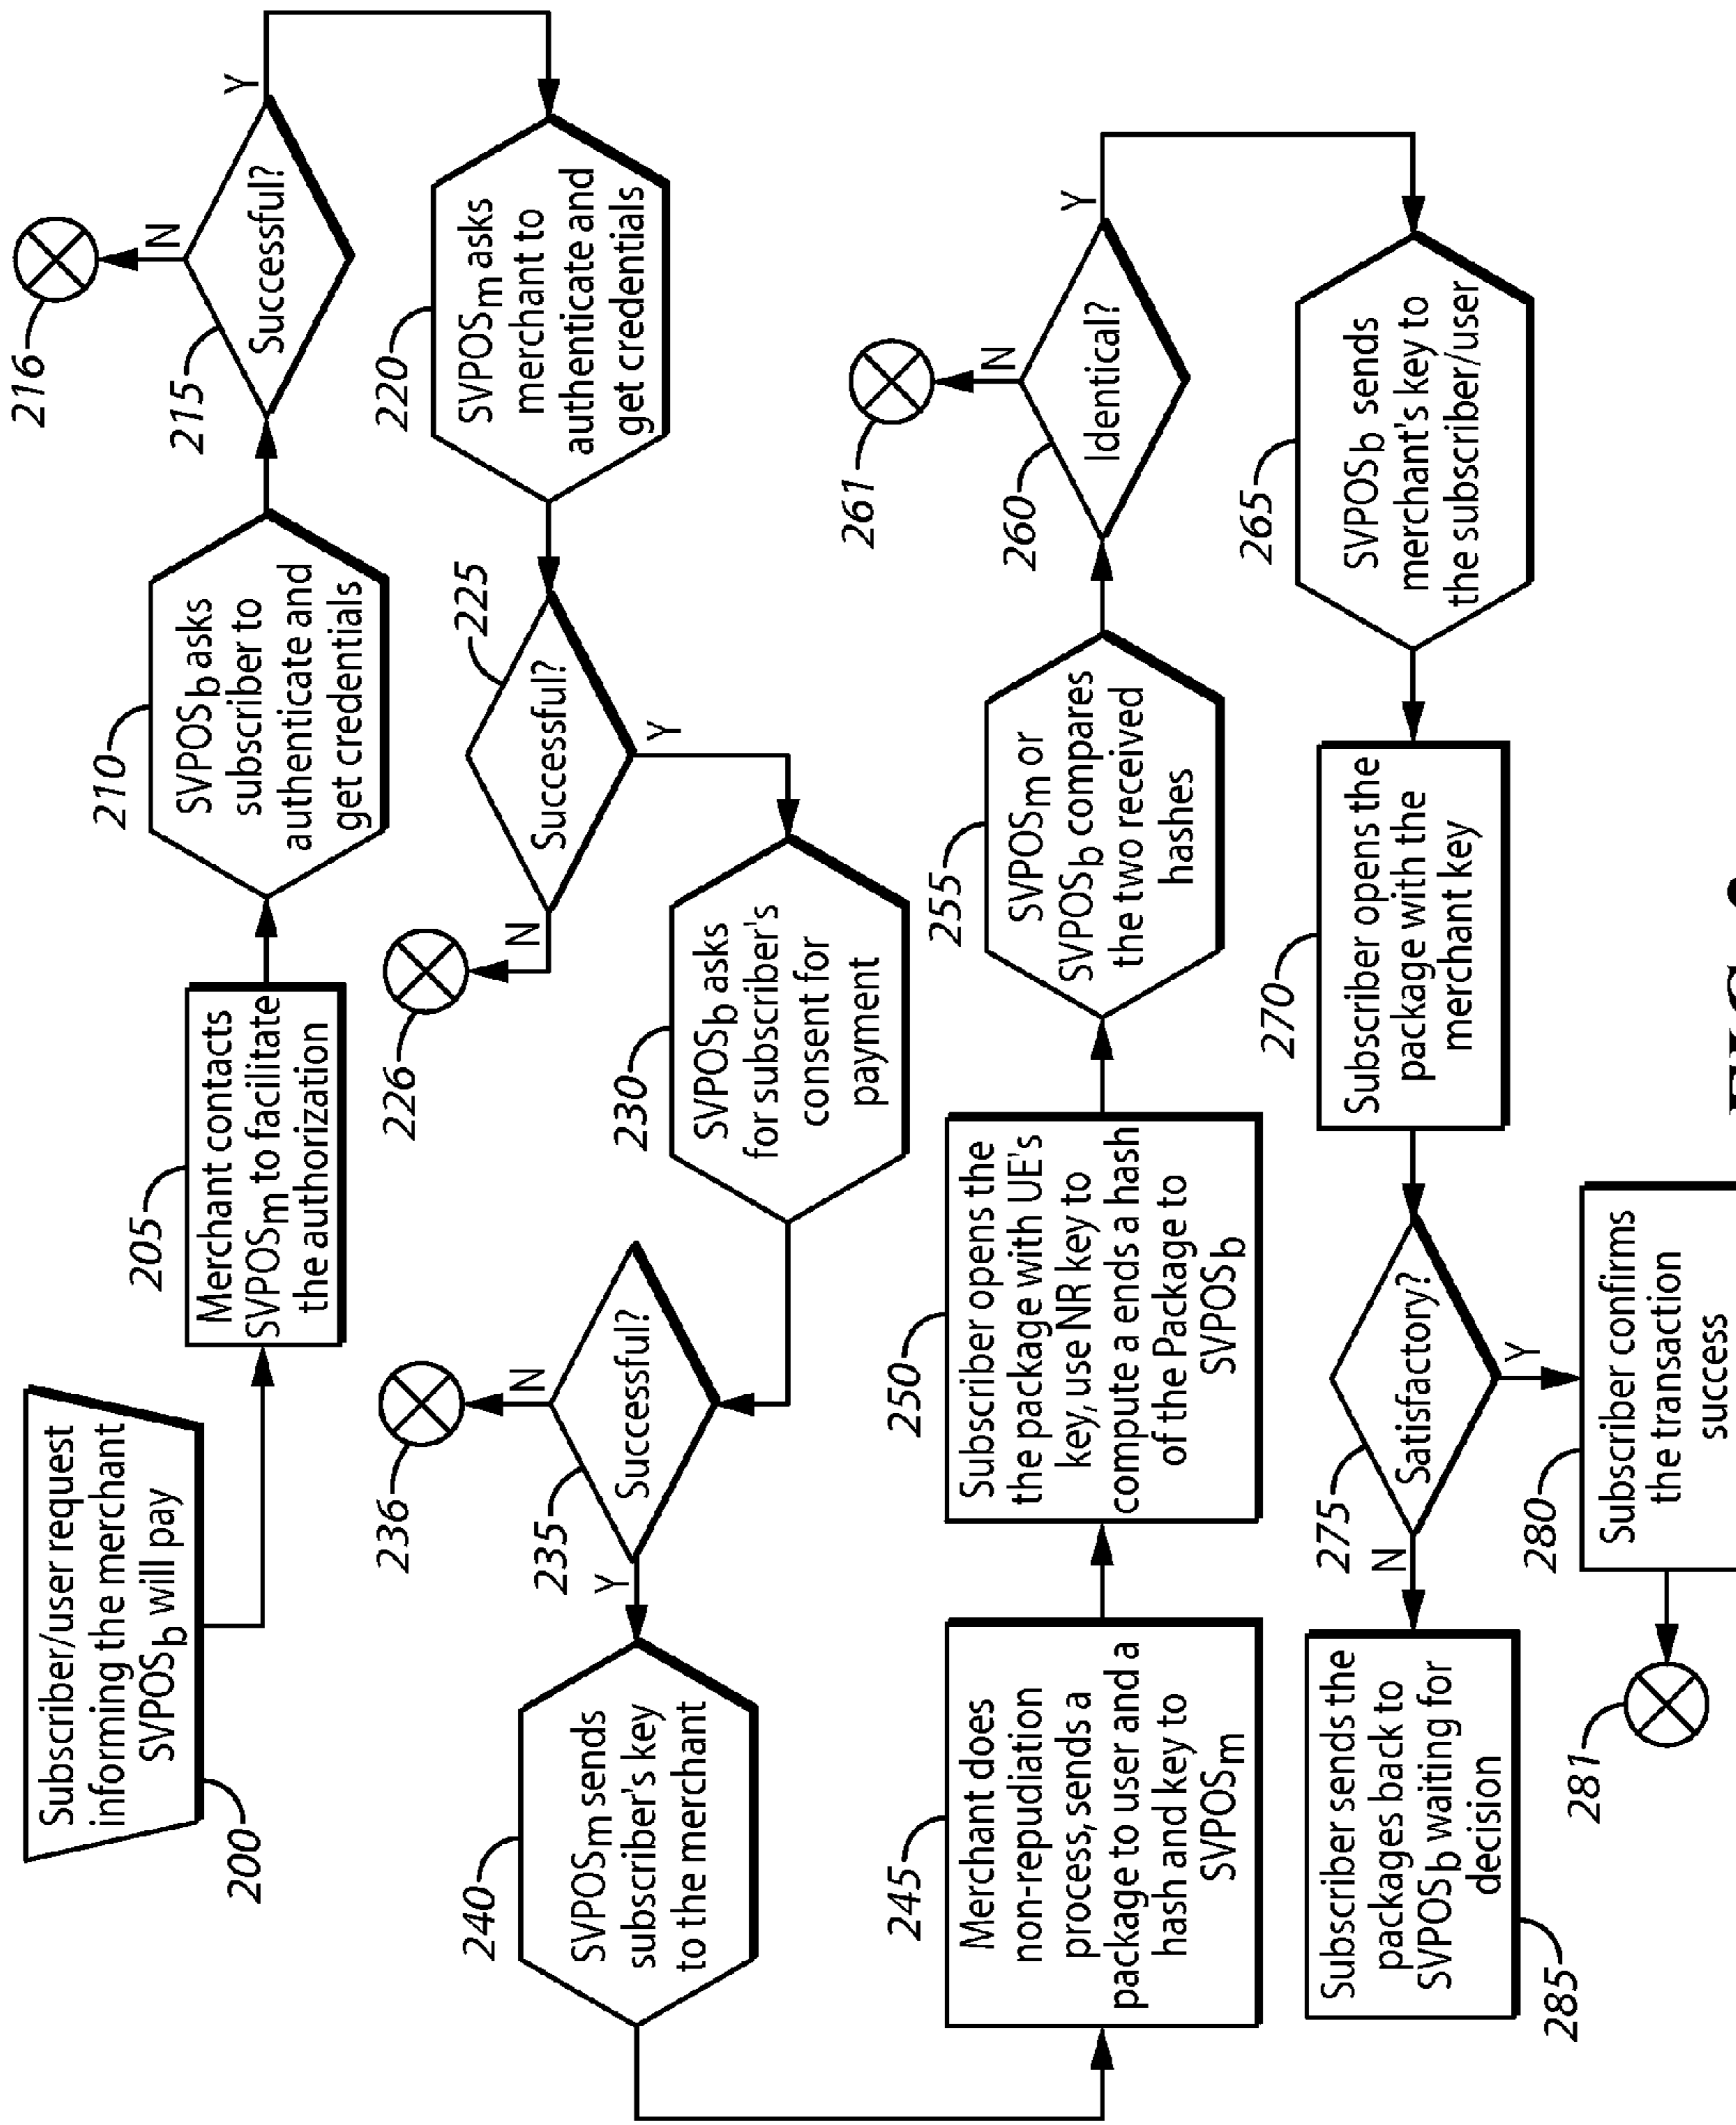 Subscriber/user request
informing the merchant
SVPOSb will pay
200
205
Merchant contacts
SVPOSm to facilitate
the authorization
210
SVPOSb asks
subscriber to
authenticate and
get credentials
215
Successful?
N
Y
216
220
SVPOSm asks
merchant to
authenticate and
get credentials
225
Successful?
N
Y
226
230
SVPOSb asks
for subscriber's
consent for
payment
235
Successful?
N
Y
236
240
SVPOSm sends
subscriber's key
to the merchant
245
Merchant does
non-repudiation
process, sends a
package to user and a
hash and key to
SVPOSm
250
Subscriber opens the
the package with UE's
key, use NR key to
compute a ends a hash
of the Package to
SVPOSb
255
SVPOSm or
SVPOSb compares
the two received
hashes
260
Identical?
N
Y
261
265
SVPOSb sends
merchant's key to
the subscriber/user
270
Subscriber opens the
package with the
merchant key
275
Satisfactory?
N
Y
280
Subscriber confirms
the transaction
success
281
Subscriber sends the
packages back to
SVPOSb waiting for
decision
285